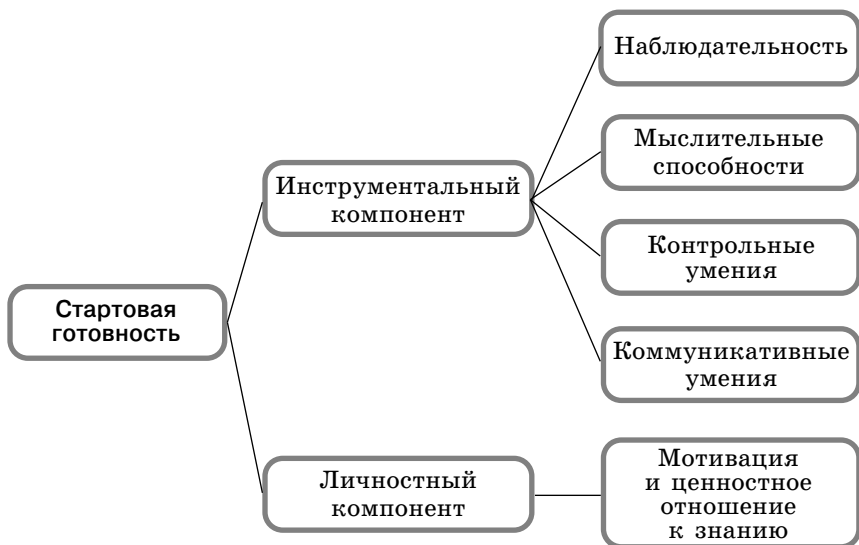 Наблюдательность
Мыслительные
способности
Инструментальный
компонент
Контрольные
умения
Стартовая
готовность
Коммуникативные
умения
Личностный
компонент
Мотивация
и ценностное
отношение
к знанию